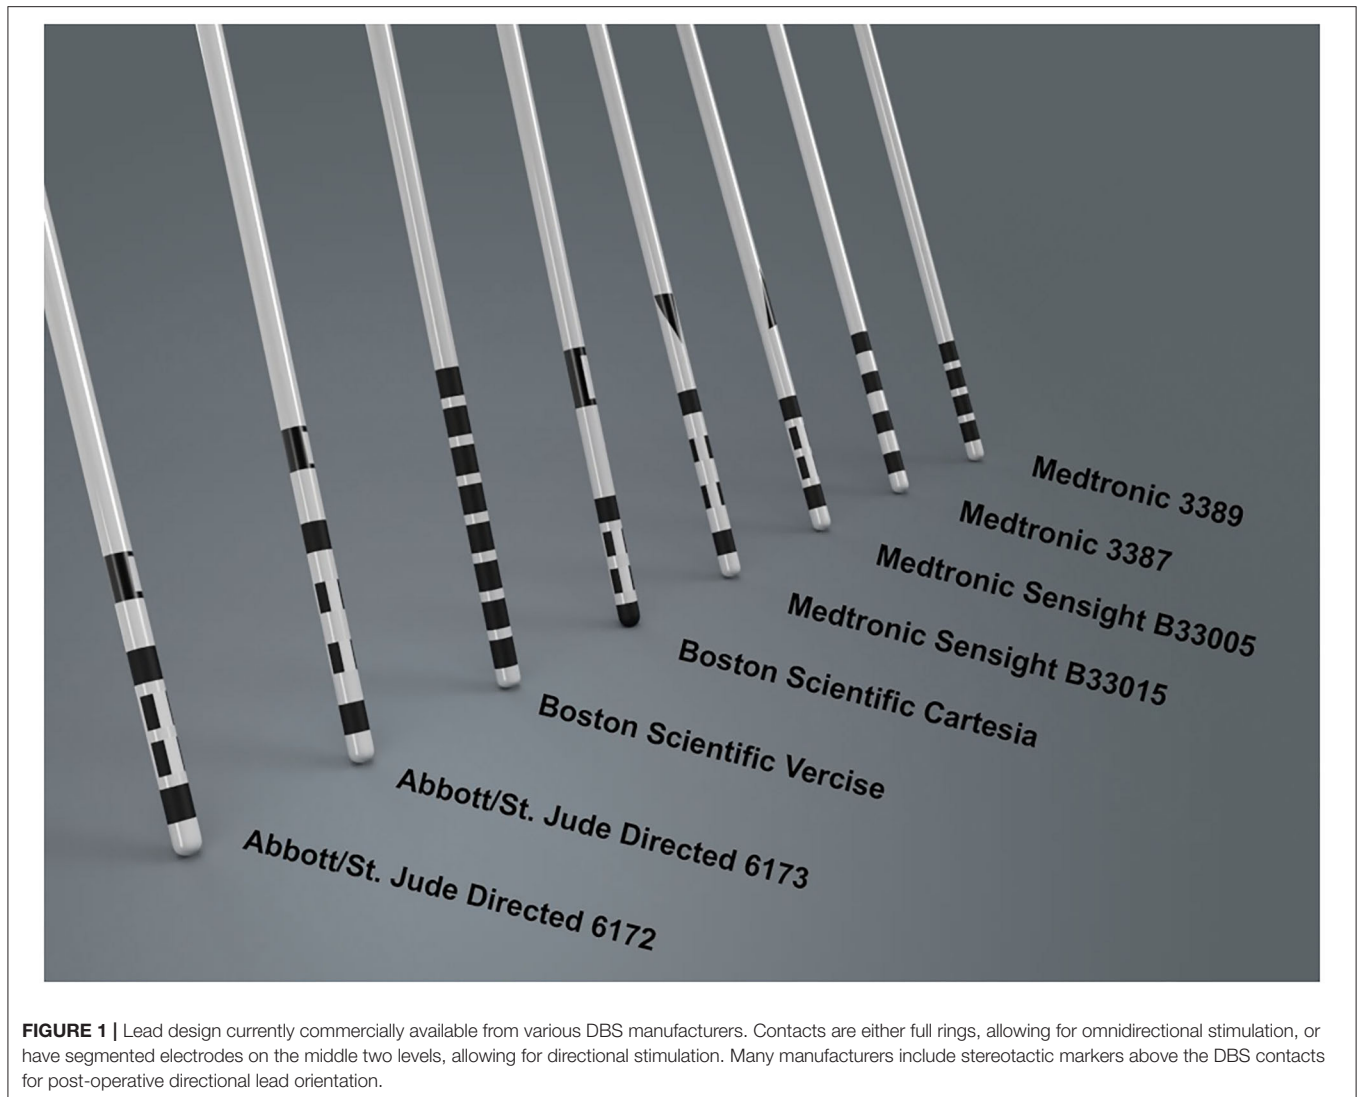 Medtronic 3389
Medtronic 3387
Medtronic Sensight B33005
Medtronic Sensight B33015
Boston Scientific Cartesia
Boston Scientific Vercise
Abbott/St. Jude Directed 6173
Abbott/St. Jude Directed 6172
FIGURE 1 | Lead design currently commercially available from various DBS manufacturers. Contacts are either full rings, allowing for omnidirectional stimulation, or
have segmented electrodes on the middle two levels, allowing for directional stimulation. Many manufacturers include stereotactic markers above the DBS contacts
for post-operative directional lead orientation.